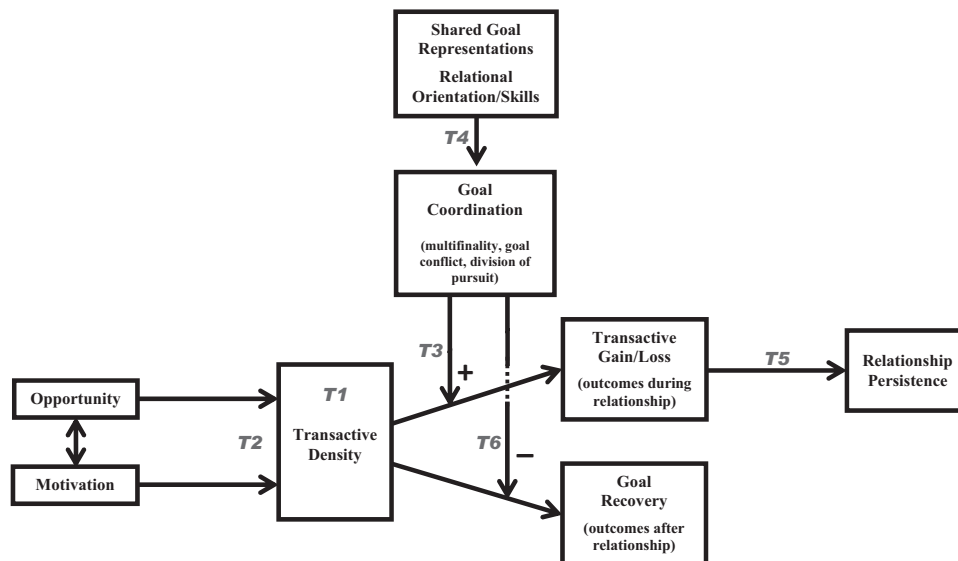 Shared Goal
Representations
Relational
Orientation/Skills
T4
Goal
Coordination
(multifinality, goal
conflict, division of
pursuit)
T3
+
Transactive
Gain/Loss
(outcomes during
relationship)
T5
Relationship
Persistence
Opportunity
T1
T2
Transactive
Density
Motivation
T6
–
Goal
Recovery
(outcomes after
relationship)